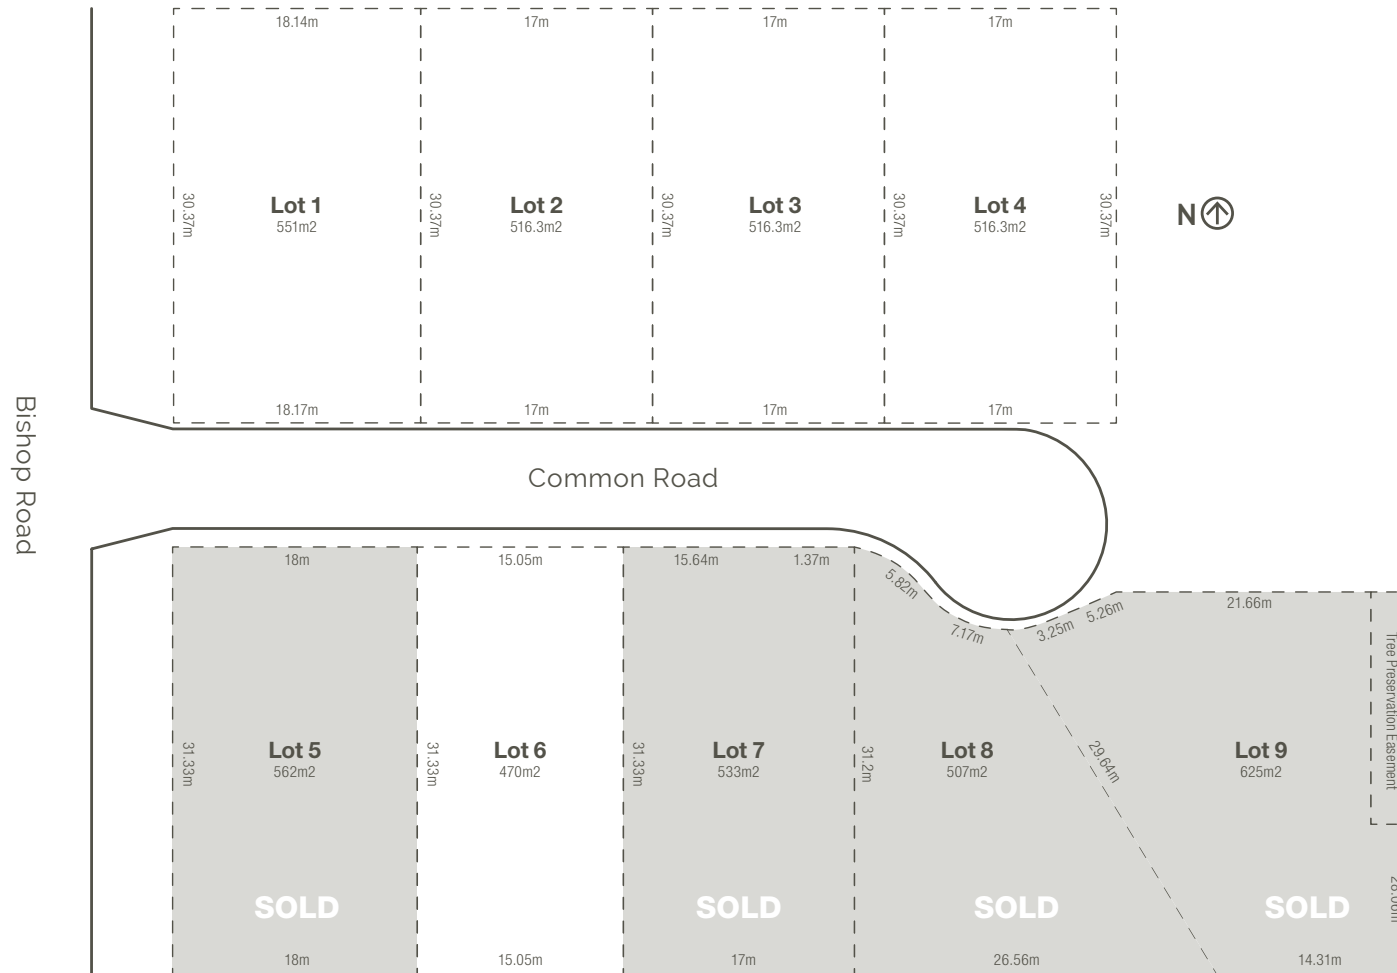 18.14m
17m
17m
17m
30.37m
Lot 1
551m2
30.37m
Lot 2
516.3m2
30.37m
Lot 3
516.3m2
30.37m
Lot 4
516.3m2
30.37m
N
18.17m
17m
17m
17m
Bishop Road
Common Road
18m
15.05m
15.64m
1.37m
5.82m
7.17m
3.25m
5.26m
21.66m
Tree Preservation Easement
31.33m
Lot 5
562m2
31.33m
Lot 6
470m2
31.33m
Lot 7
533m2
31.2m
Lot 8
507m2
29.64m
Lot 9
625m2
SOLD
SOLD
SOLD
SOLD
18m
15.05m
17m
26.56m
14.31m